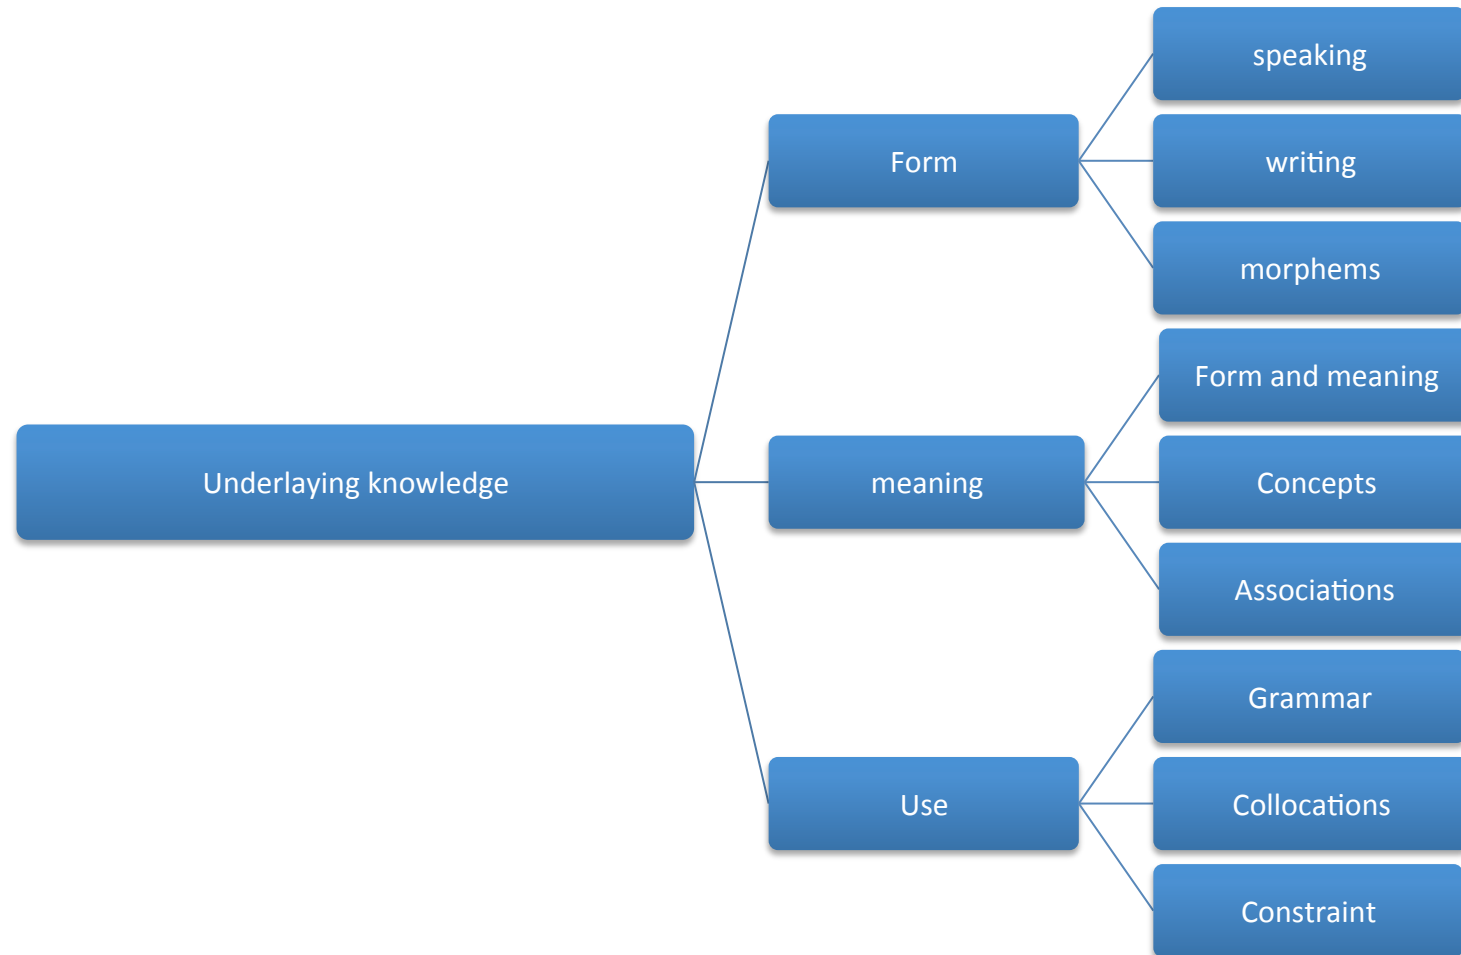 speaking
Form
writing
morphems
Form and meaning
Underlaying knowledge
meaning
Concepts
Associations
Grammar
Use
Collocations
Constraint